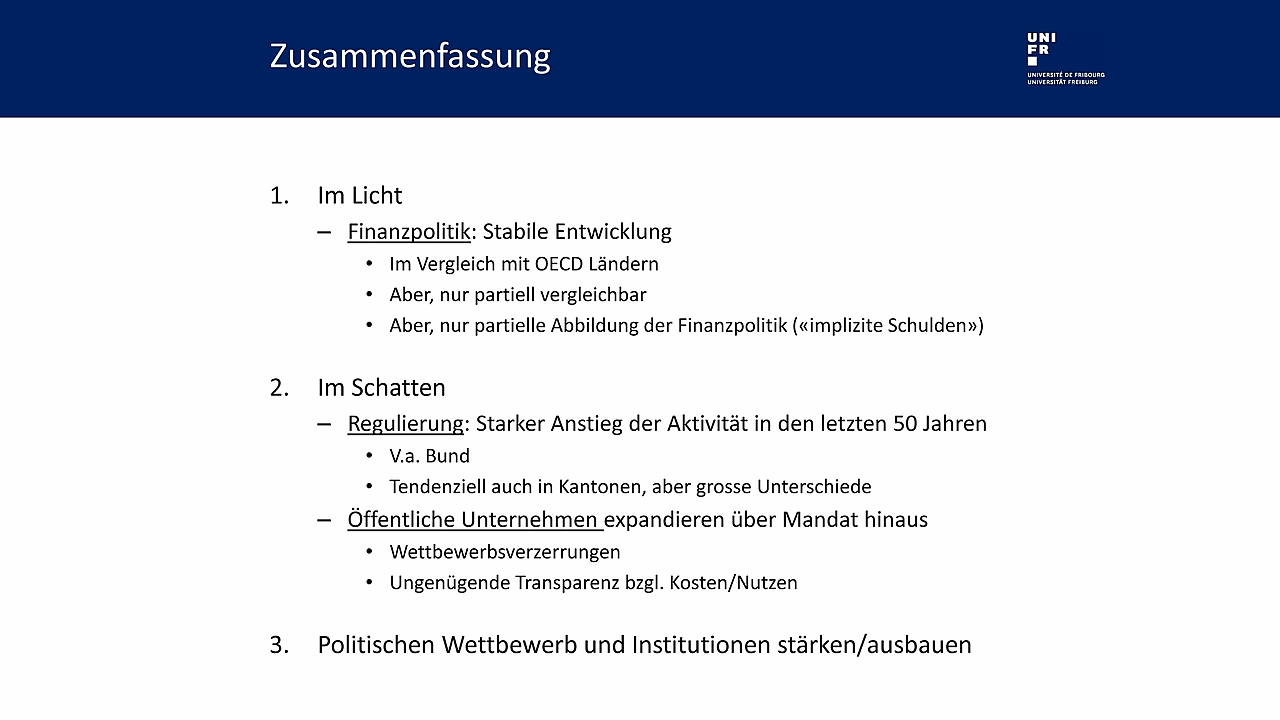 Zusammenfassung
UNI
FR
UNIVERSITÉ DE FRIBOURG
UNIVERSITÄT FREIBURG
1. Im Licht
– Finanzpolitik: Stabile Entwicklung
• Im Vergleich mit OECD Ländern
• Aber, nur partiell vergleichbar
• Aber, nur partielle Abbildung der Finanzpolitik («implizite Schulden»)
2. Im Schatten
– Regulierung: Starker Anstieg der Aktivität in den letzten 50 Jahren
• V.a. Bund
• Tendenziell auch in Kantonen, aber grosse Unterschiede
– Öffentliche Unternehmen expandieren über Mandat hinaus
• Wettbewerbsverzerrungen
• Ungenügende Transparenz bzgl. Kosten/Nutzen
3. Politischen Wettbewerb und Institutionen stärken/ausbauen